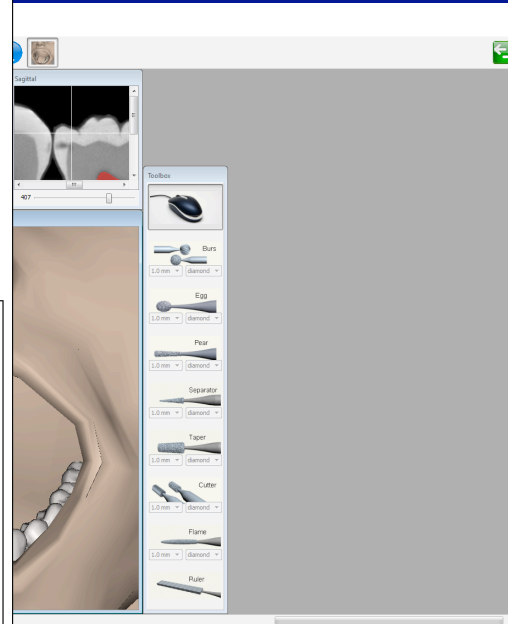 Sagittal
407
Toolbox
Burs
1.0 mm diamond
Egg
1.0 mm diamond
Pear
1.0 mm diamond
Separator
1.0 mm diamond
Taper
1.0 mm diamond
Cutter
1.0 mm diamond
Flame
1.0 mm diamond
Ruler